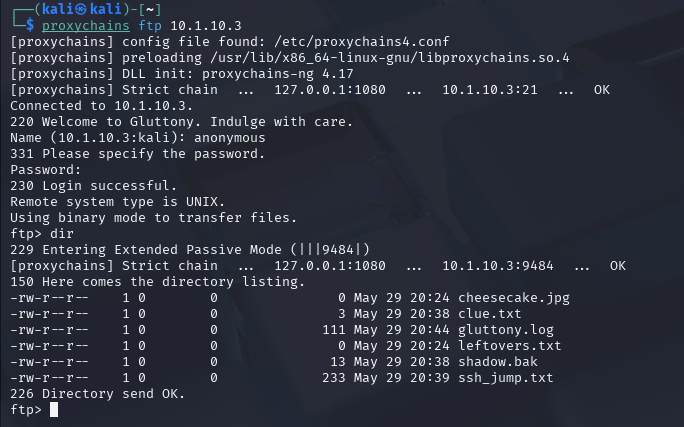 ┌──(kali㉿kali)-[~]
└─$ proxychains ftp 10.1.10.3
[proxychains] config file found: /etc/proxychains4.conf
[proxychains] preloading /usr/lib/x86_64-linux-gnu/libproxychains.so.4
[proxychains] DLL init: proxychains-ng 4.17
[proxychains] Strict chain  ...  127.0.0.1:1080  ...  10.1.10.3:21  ...  OK
Connected to 10.1.10.3.
220 Welcome to Gluttony. Indulge with care.
Name (10.1.10.3:kali): anonymous
331 Please specify the password.
Password:
230 Login successful.
Remote system type is UNIX.
Using binary mode to transfer files.
ftp> dir
229 Entering Extended Passive Mode (|||9484|)
[proxychains] Strict chain  ...  127.0.0.1:1080  ...  10.1.10.3:9484  ...  OK
150 Here comes the directory listing.
-rw-r--r--    1 0        0               0 May 29 20:24 cheesecake.jpg
-rw-r--r--    1 0        0               3 May 29 20:38 clue.txt
-rw-r--r--    1 0        0             111 May 29 20:44 gluttony.log
-rw-r--r--    1 0        0               0 May 29 20:24 leftovers.txt
-rw-r--r--    1 0        0              13 May 29 20:38 shadow.bak
-rw-r--r--    1 0        0             233 May 29 20:39 ssh_jump.txt
226 Directory send OK.
ftp>